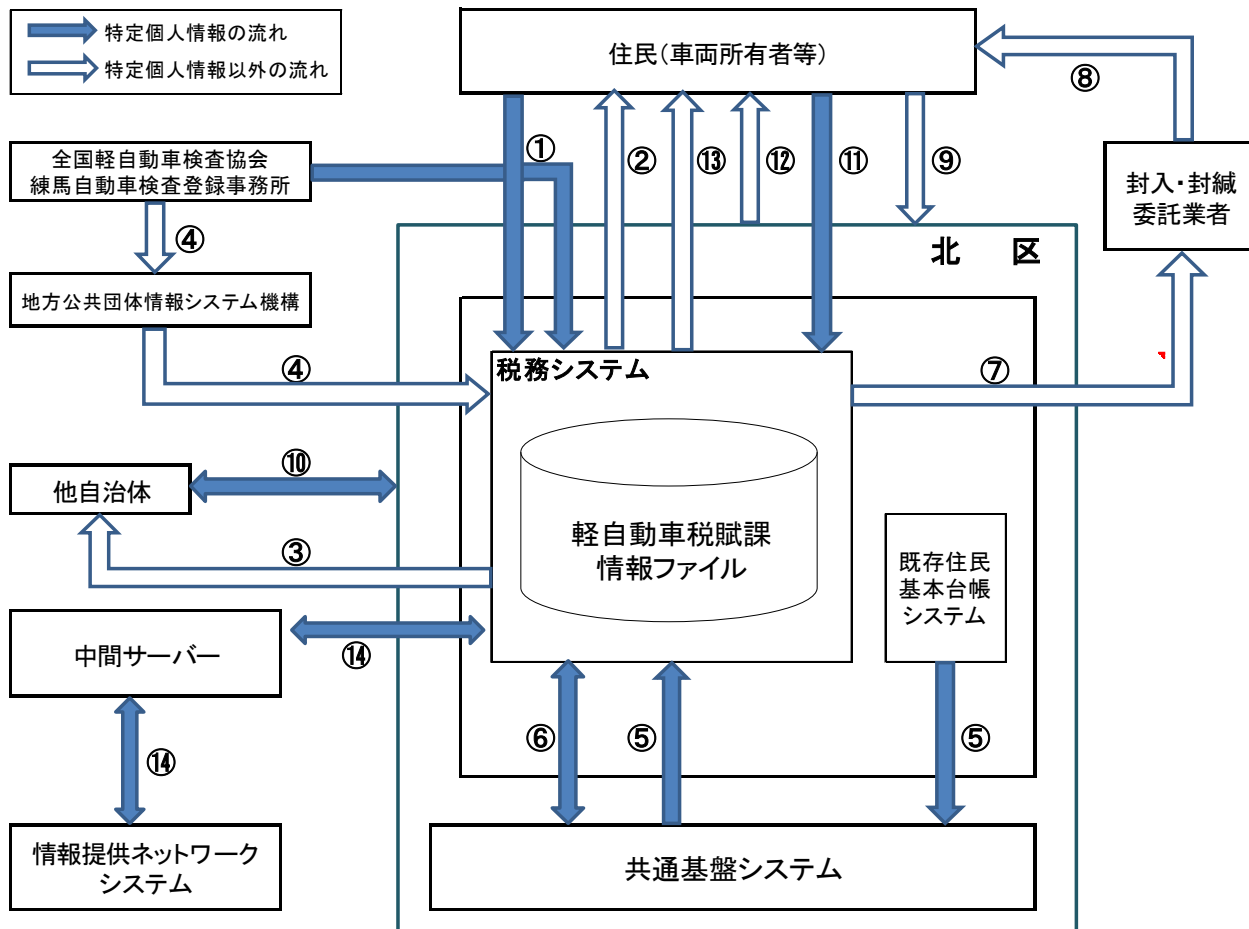 特定個人情報の流れ
特定個人情報以外の流れ
住民(車両所有者等)
⑧
①
②
⑬
⑫
⑪
⑨
全国軽自動車検査協会
練馬自動車検査登録事務所
封入・封緘
委託業者
④
北 区
地方公共団体情報システム機構
④
税務システム
⑦
⑩
他自治体
軽自動車税賦課
情報ファイル
③
既存住民
基本台帳
システム
中間サーバー
⑭
⑥
⑤
⑤
⑭
情報提供ネットワーク
システム
共通基盤システム